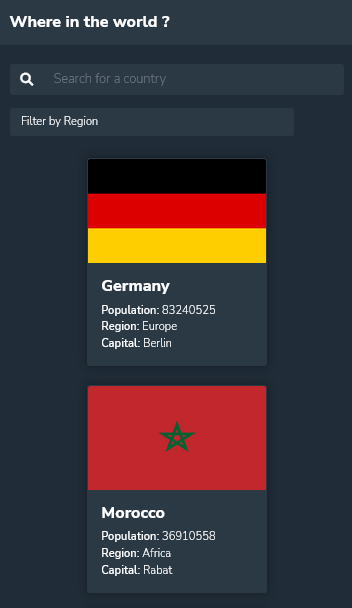 Where in the world ?
Search for a country
Filter by Region
Germany
Population: 83240525
Region: Europe
Capital: Berlin
Morocco
Population: 36910558
Region: Africa
Capital: Rabat